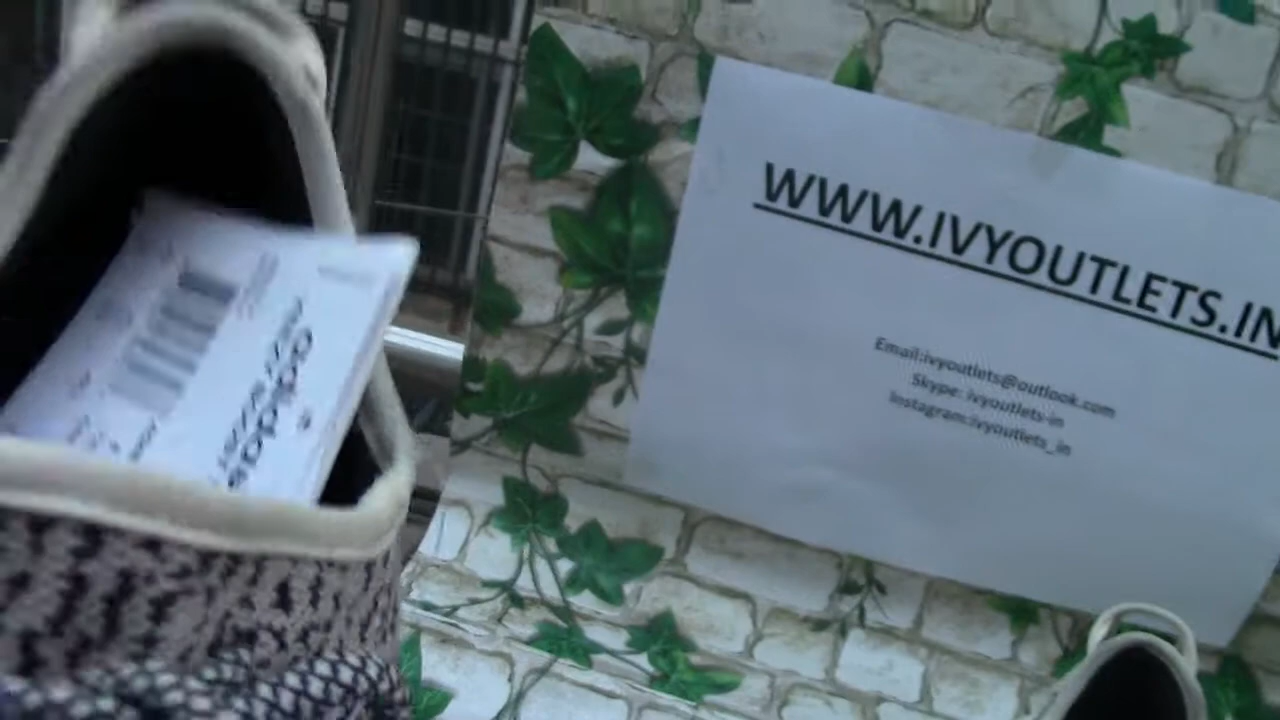 WWW.IVYOUTLETS.IN
Email:ivyoutlets@outlook.com
Skype: ivyoutlets-in
Instagram:ivyoutlets_in